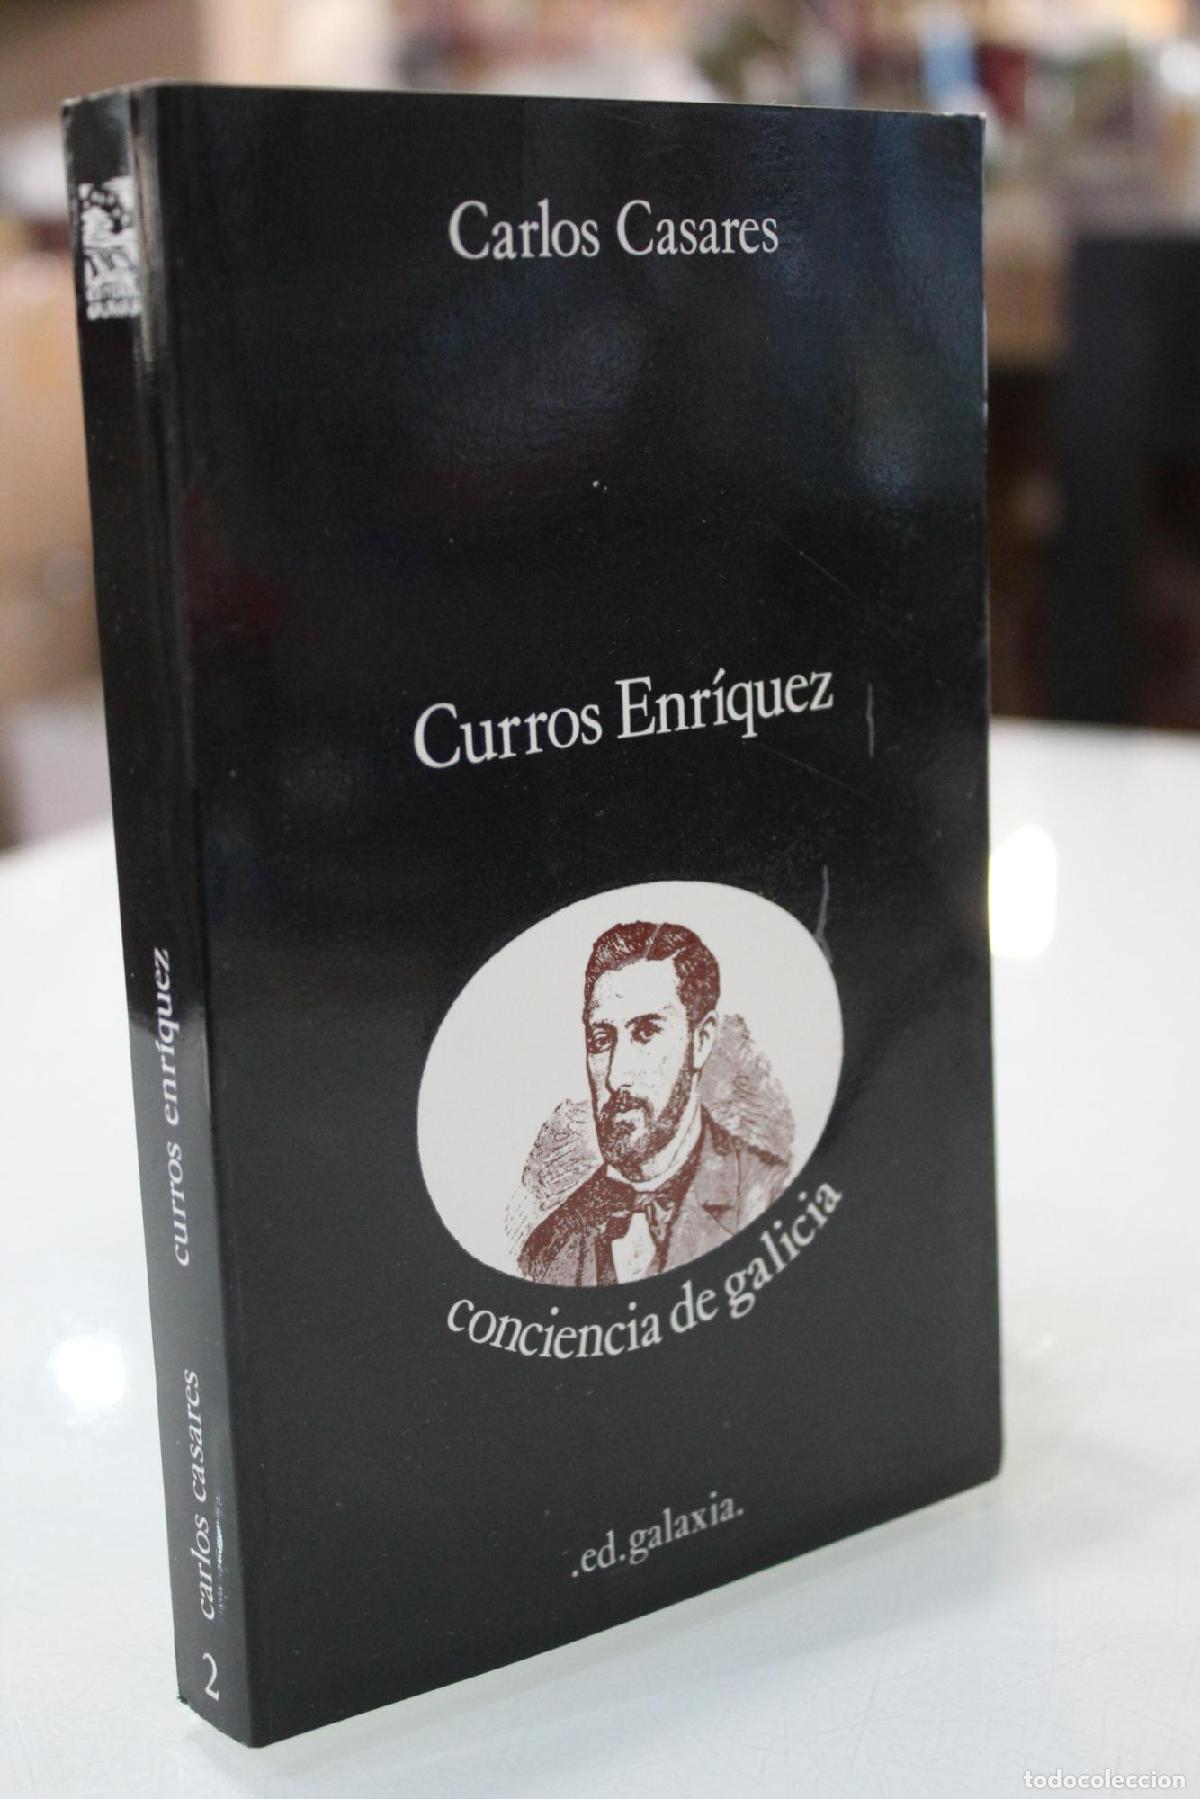 Carlos Casares
Curros Enríquez
conciencia de galicia
.ed.galaxia.
curros enríquez
carlos casares
2
todocoleccion